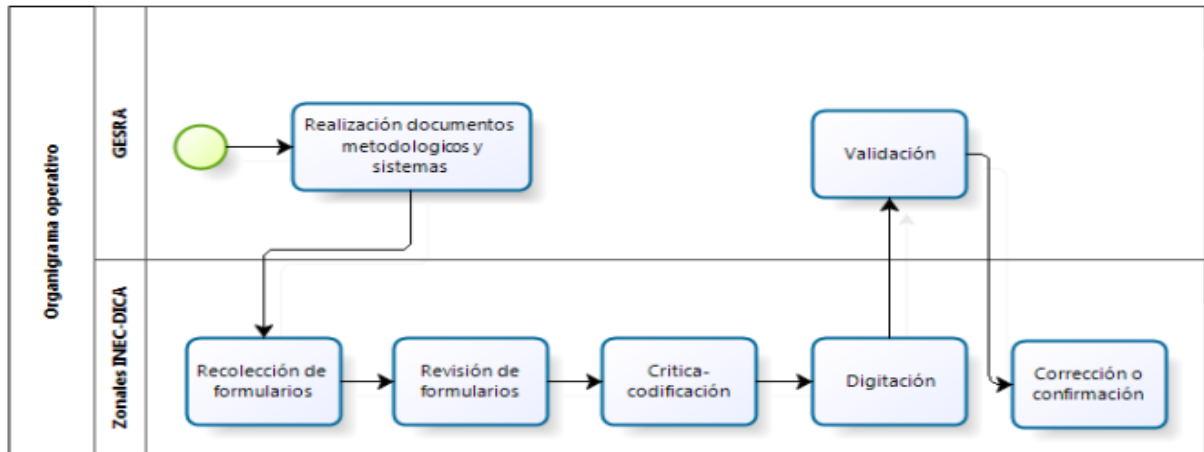 Organigrama operativo
GESRA
Realización documentos
metodologicos y
sistemas
Validación
Zonales INEC-DICA
Recolección de
formularios
Revisión de
formularios
Critica-
codificación
Digitación
Corrección o
confirmación